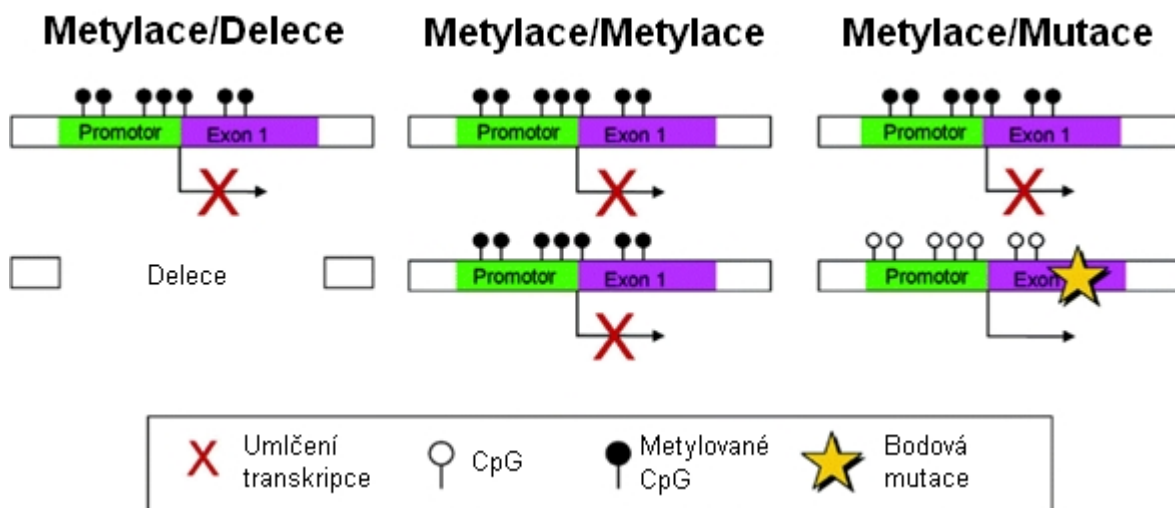 Metylace/Delece
Metylace/Metylace
Metylace/Mutace
Promotor Exon 1
Promotor Exon 1
Promotor Exon 1
X
X
X
Delece
Promotor Exon 1
Promotor Exon
X
X
Umlčení
transkripce
CpG
Metylované
CpG
Bodová
mutace